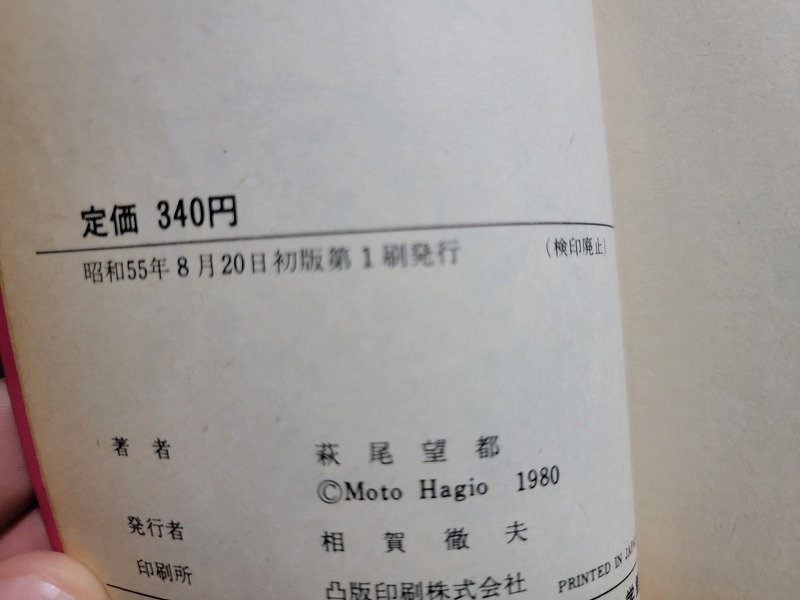 定価 340円
昭和55年8月20日初版第1刷発行 (検印廃止)
著者 萩尾望都
©Moto Hagio 1980
発行者 相賀徹夫
印刷所 凸版印刷株式会社
PRINTED IN